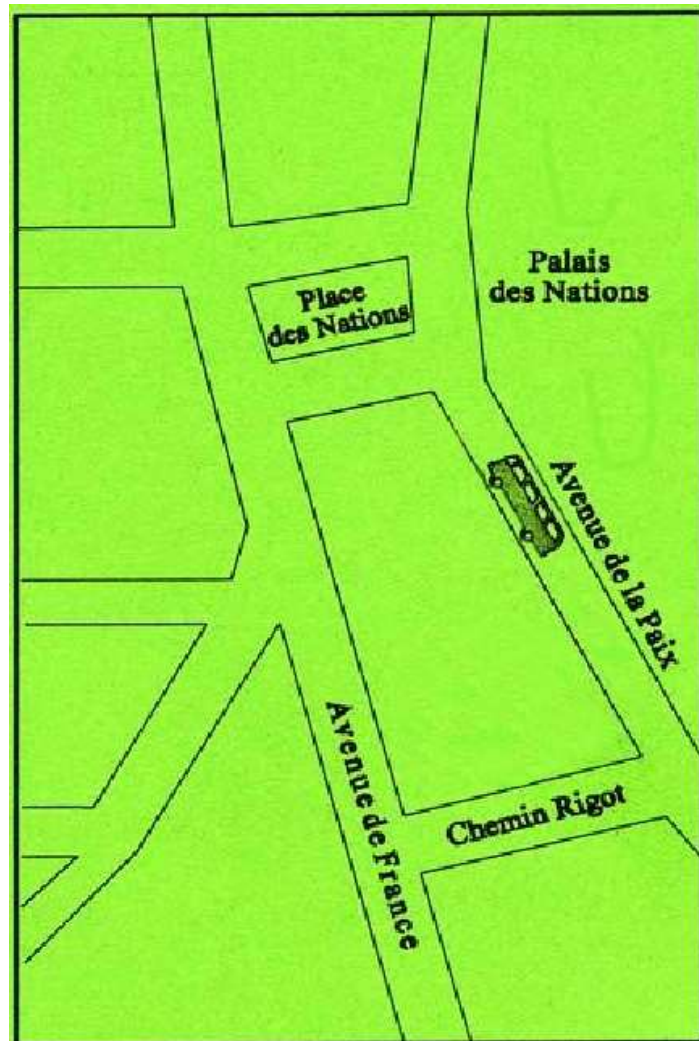 Palais
des Nations
Place
des Nations
Avenue de la Paix
Avenue de France
Chemin Rigot